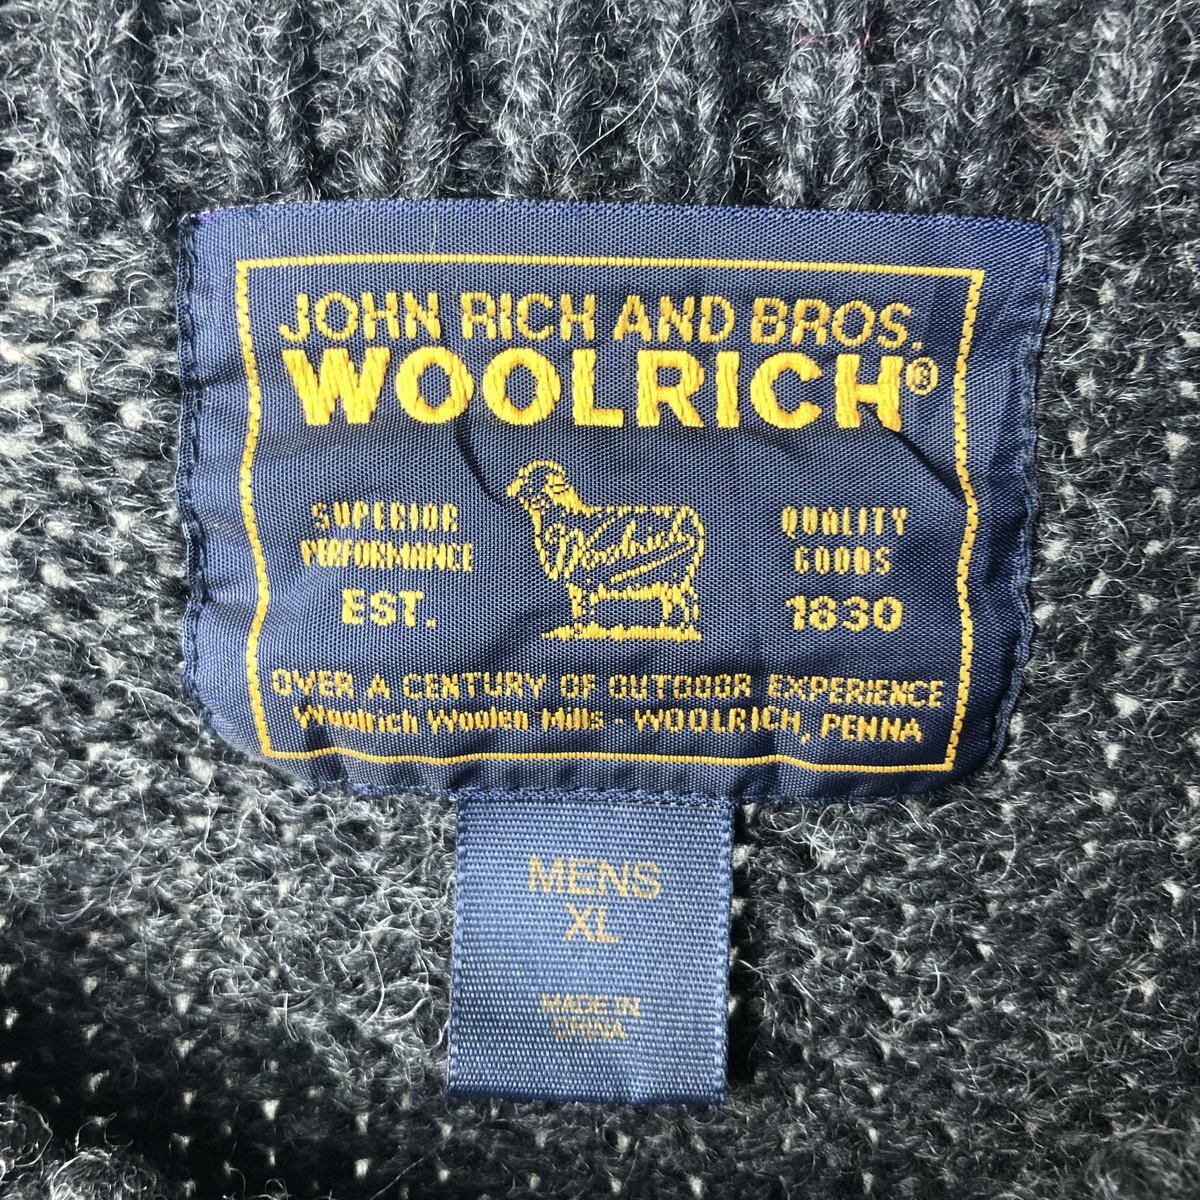 JOHN RICH AND BROS.
WOOLRICH®
SUPERIOR
PERFORMANCE
EST.
Woolrich
QUALITY
GOODS
1830
OVER A CENTURY OF OUTDOOR EXPERIENCE
Woolrich Woolen Mills - WOOLRICH, PENNA
MENS
XL
MADE IN
CHINA